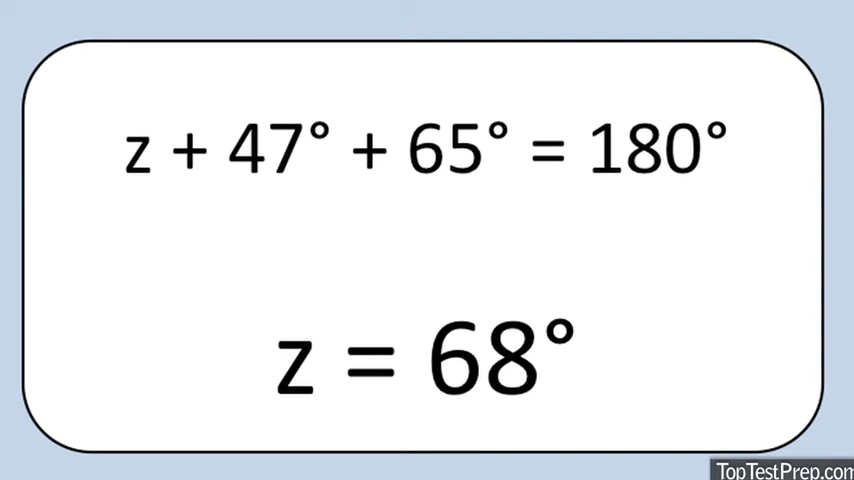 z + 47° + 65° = 180°
z = 68°
TopTestPrep.com